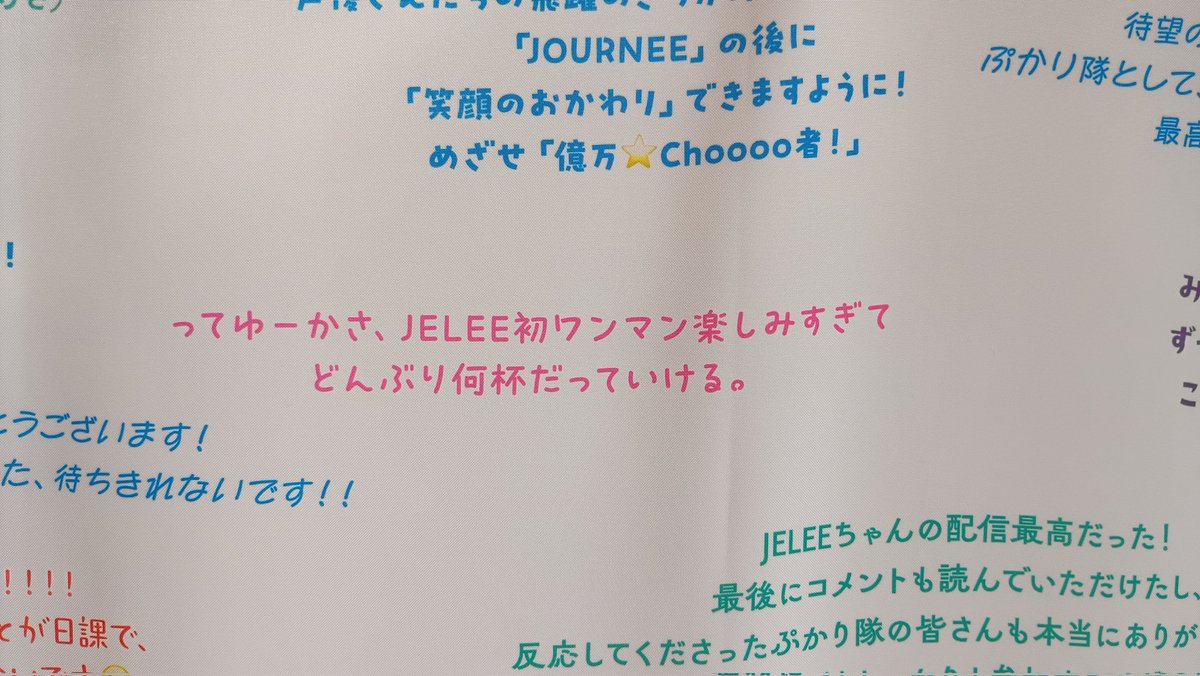 「JOURNEE」の後に
「笑顔のおかわり」できますように!
めざせ「億万⭐Choooo者!」
待望の
ぷかり隊として、
最高
!
ってゆーかさ、JELEE初ワンマン楽しみすぎて
どんぶり何杯だっていける。
み
ず
こ
とうございます!
た、待ちきれないです!!
!!!!
とが日課で、
JELEEちゃんの配信最高だった!
最後にコメントも読んでいただけたし、
反応してくださったぷかり隊の皆さんも本当にありが